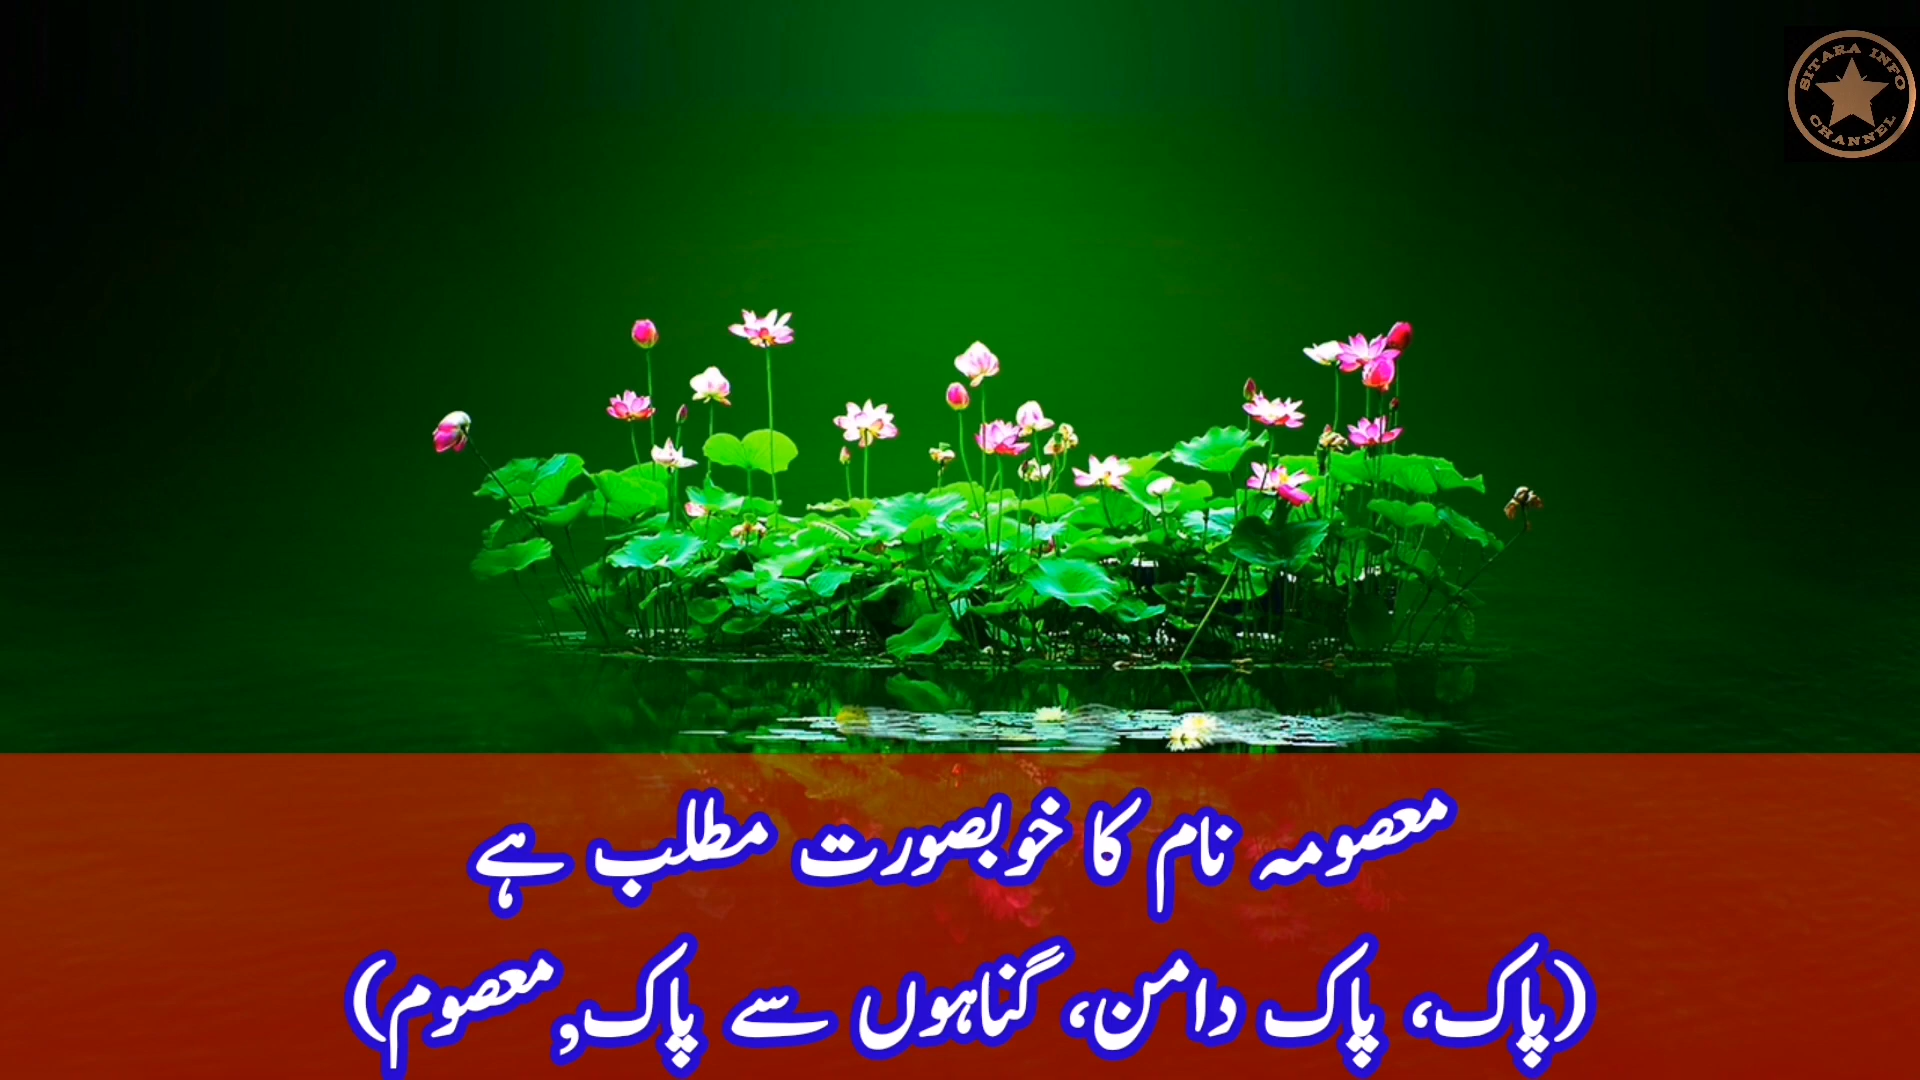 SITARA INFO
CHANNEL
معصومہ نام کا خوبصورت مطلب ہے
(پاک، پاک دامن، گناہوں سے پاک,معصوم)